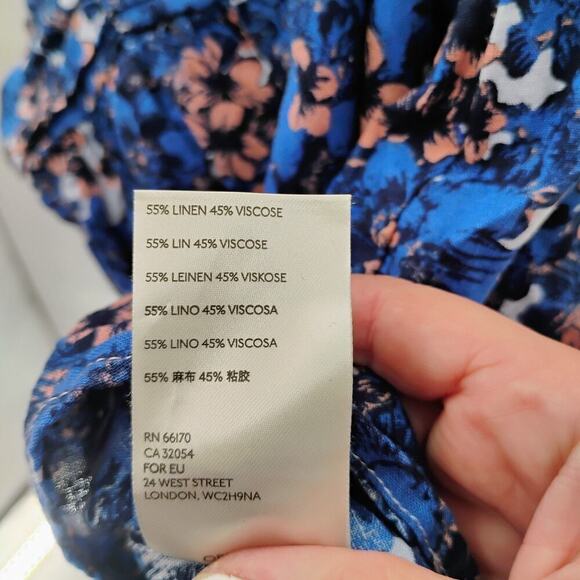 55% LINEN 45% VISCOSE
55% LIN 45% VISCOSE
55% LEINEN 45% VISKOSE
55% LINO 45% VISCOSA
55% LINO 45% VISCOSA
55% 麻布 45% 粘胶
RN 66170
CA 32054
FOR EU
24 WEST STREET
LONDON, WC2H9NA